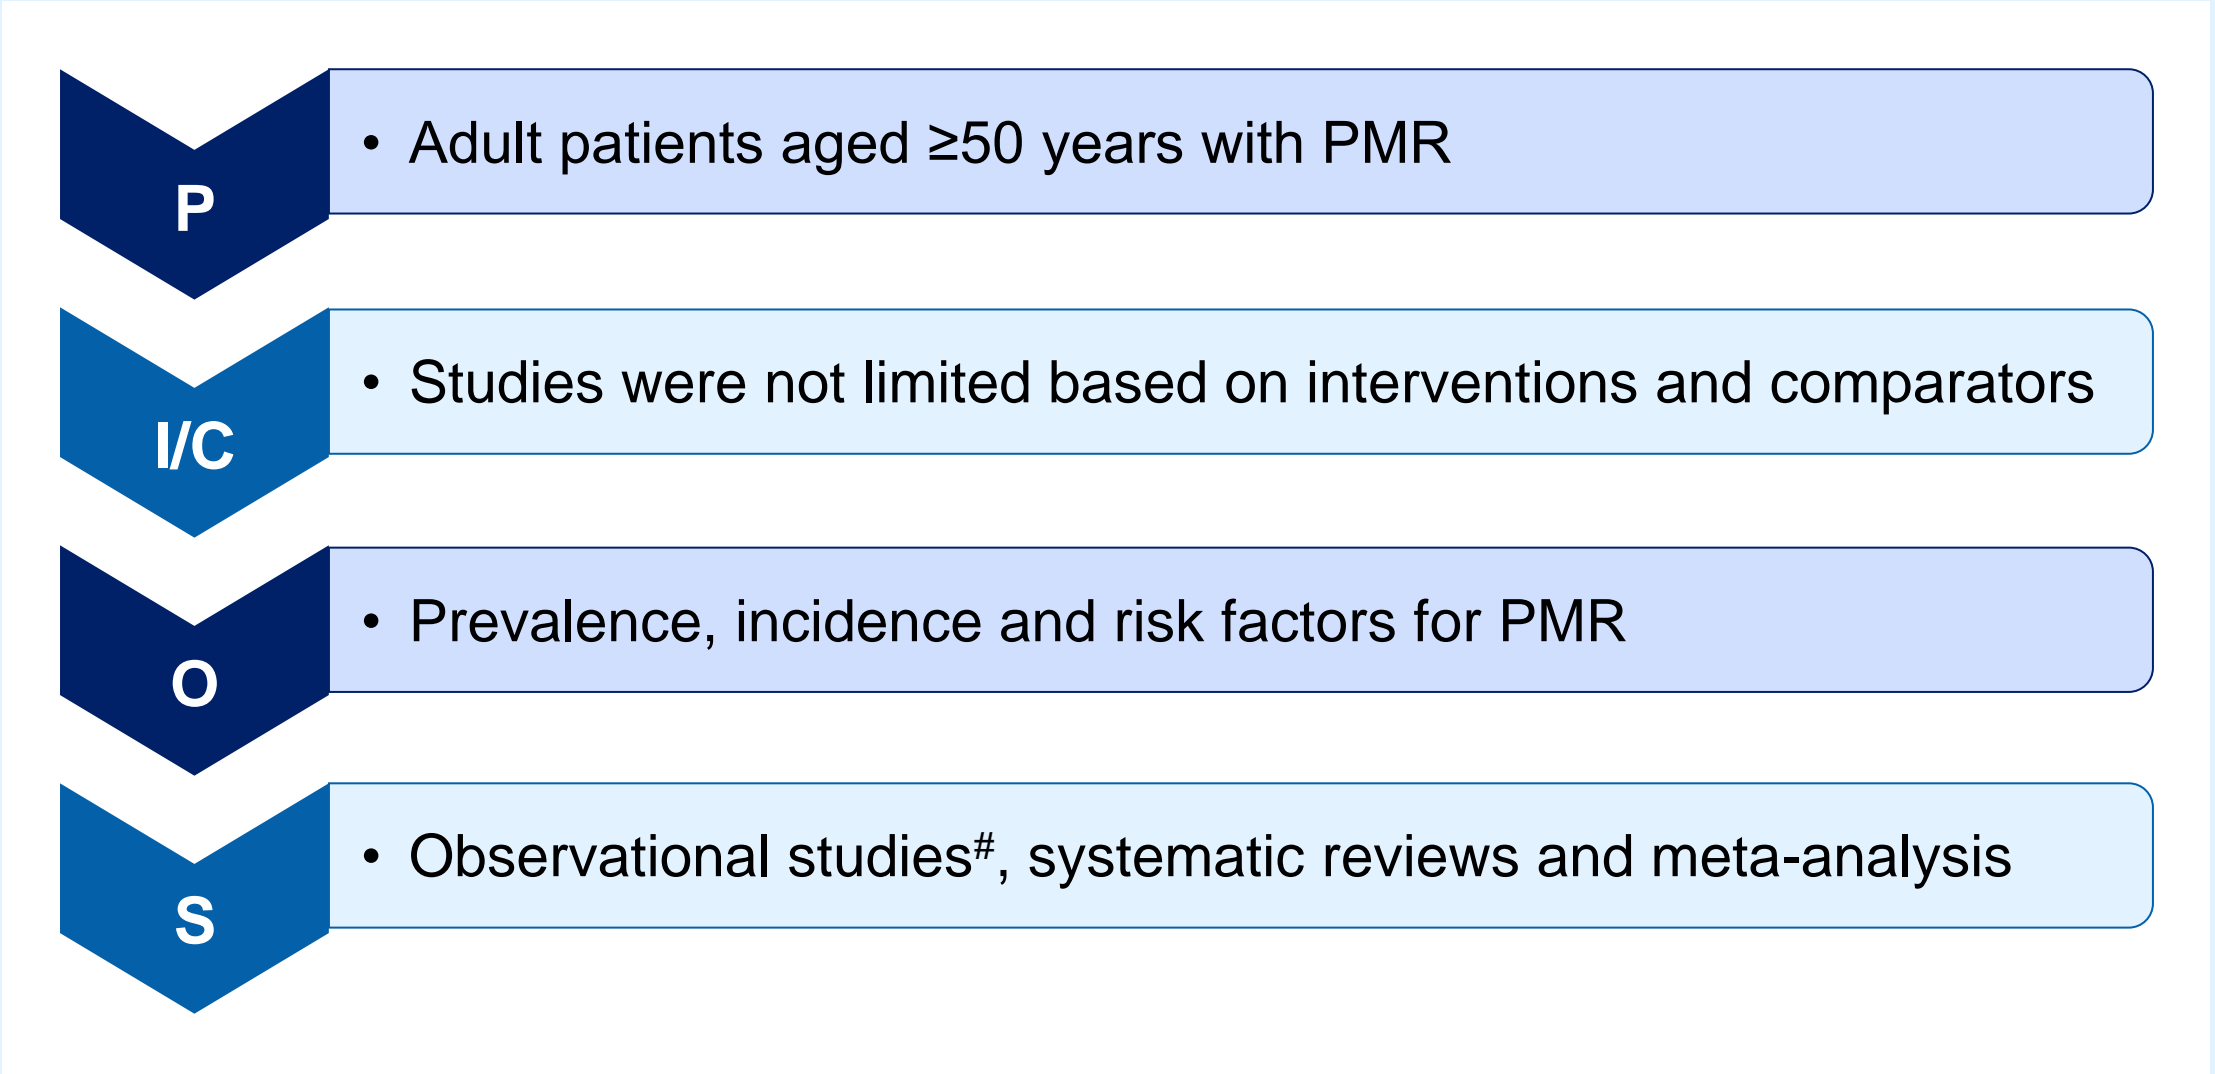 P
• Adult patients aged ≥50 years with PMR
I/C
• Studies were not limited based on interventions and comparators
O
• Prevalence, incidence and risk factors for PMR
S
• Observational studies#, systematic reviews and meta-analysis